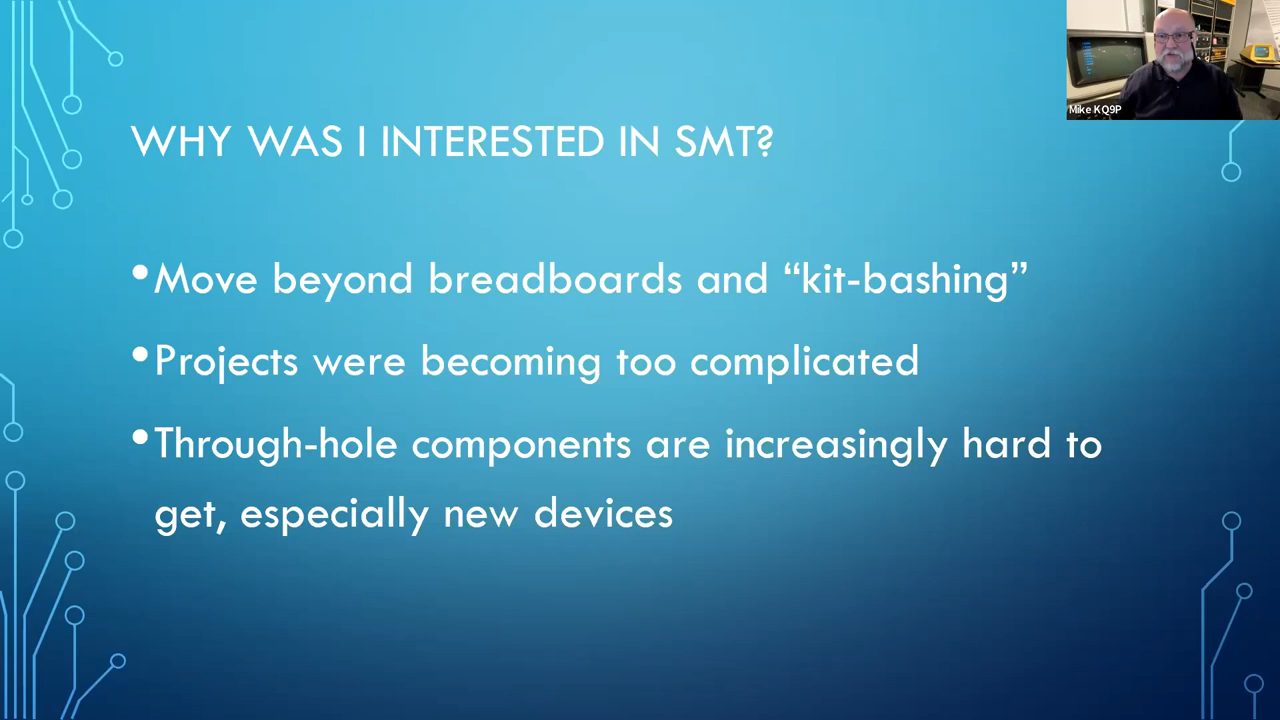 Mike KQ9P
WHY WAS I INTERESTED IN SMT?
•Move beyond breadboards and “kit-bashing”
•Projects were becoming too complicated
•Through-hole components are increasingly hard to
get, especially new devices